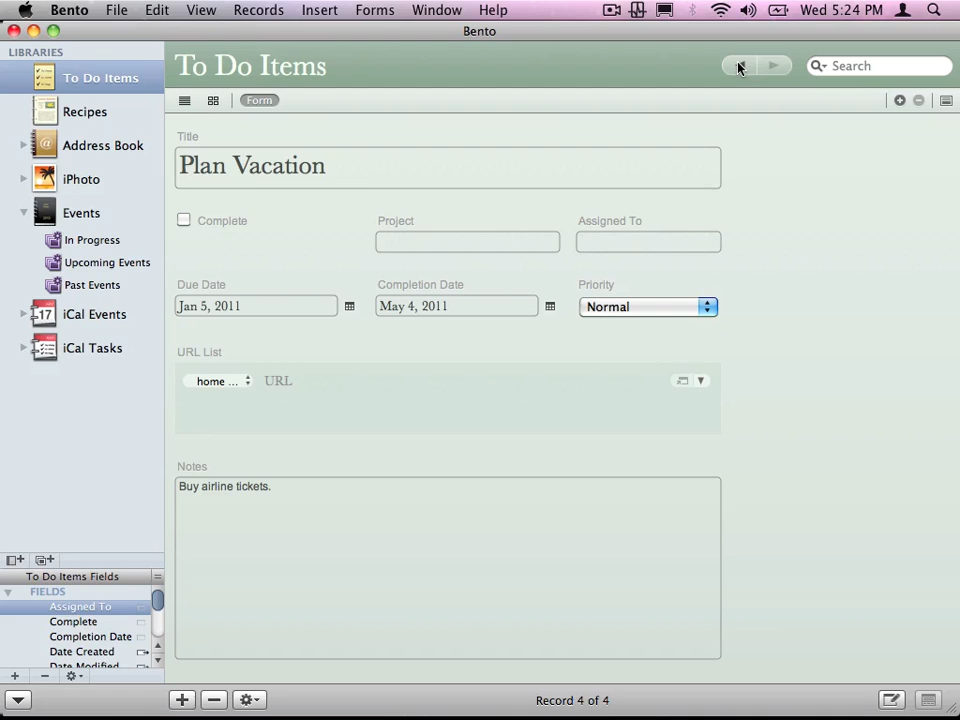 Bento File Edit View Records Insert Forms Window Help Wed 5:24 PM
Bento
LIBRARIES
To Do Items
Recipes
Address Book
iPhoto
Events
In Progress
Upcoming Events
Past Events
17 iCal Events
iCal Tasks
To Do Items Fields
FIELDS
Assigned To
Complete
Completion Date
Date Created
Date Modified
To Do Items
Search
Form
Title
Plan Vacation
Complete
Project
Assigned To
Due Date
Completion Date
Priority
Jan 5, 2011
May 4, 2011
Normal
URL List
home ... URL
Notes
Buy airline tickets.
Record 4 of 4